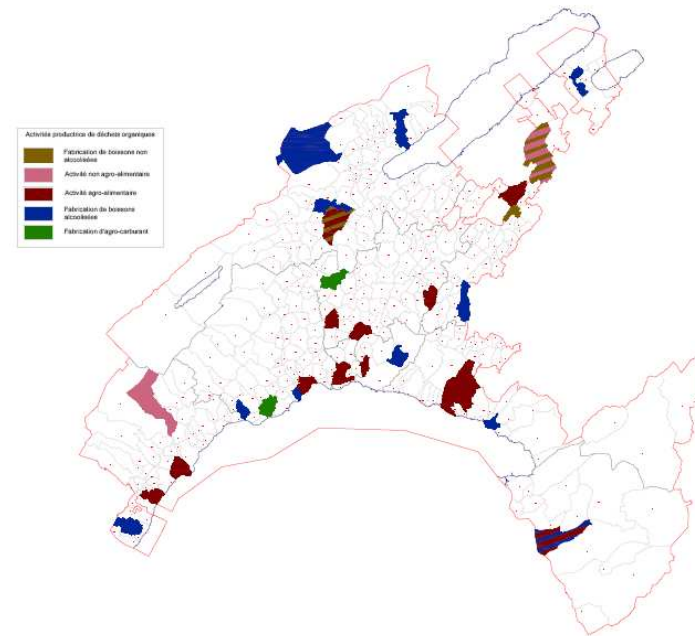 Activités productrice de déchets organiques
Fabrication de boissons non
alcoolisées
Activité non agro-alimentaire
Activité agro-alimentaire
Fabrication de boissons
alcoolisées
Fabrication d'agro-carburant